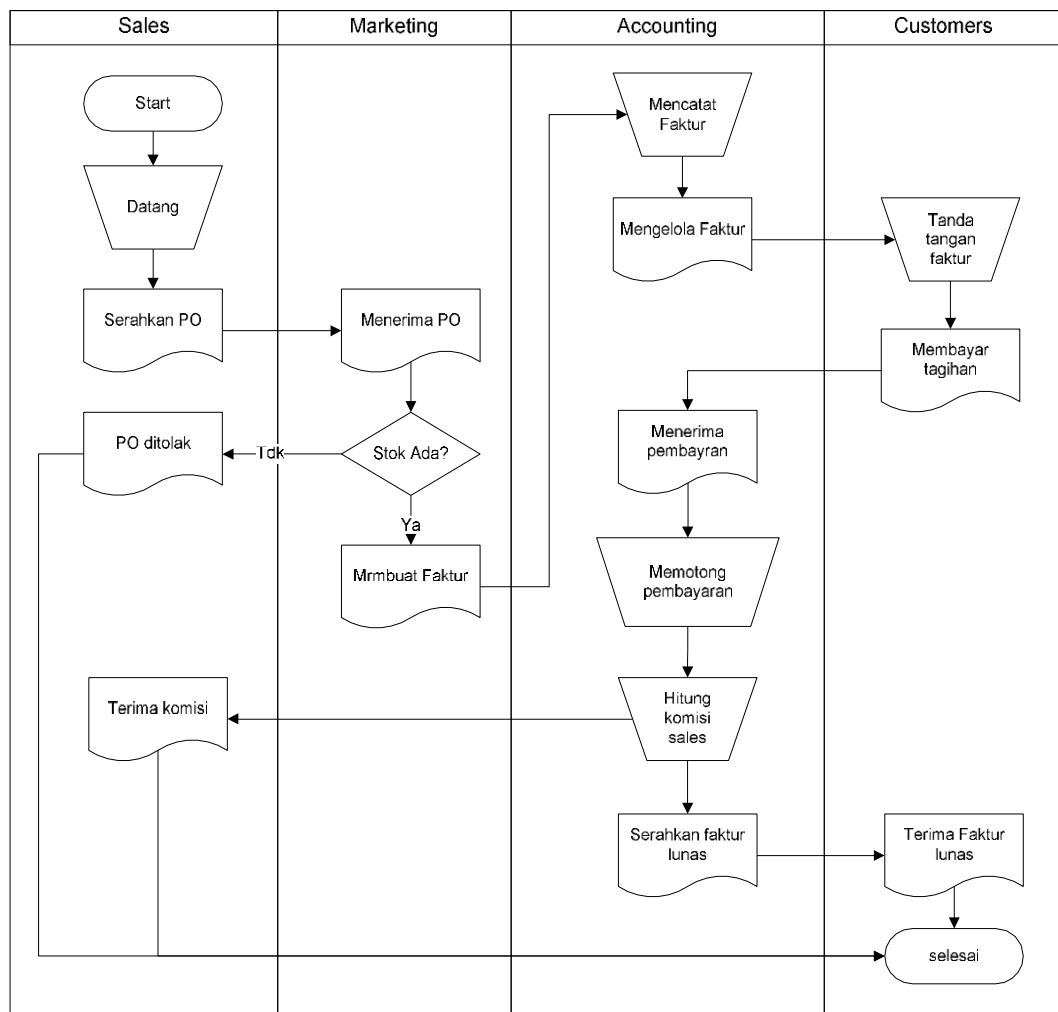 Sales
Marketing
Accounting
Customers
Start
Datang
Serahkan PO
PO ditolak
Terima komisi
Menerima PO
Stok Ada?
Tdk
Ya
Mrmbuat Faktur
Mencatat
Faktur
Mengelola Faktur
Menerima
pembayran
Memotong
pembayaran
Hitung
komisi
sales
Serahkan faktur
lunas
Tanda
tangan
faktur
Membayar
tagihan
Terima Faktur
lunas
selesai